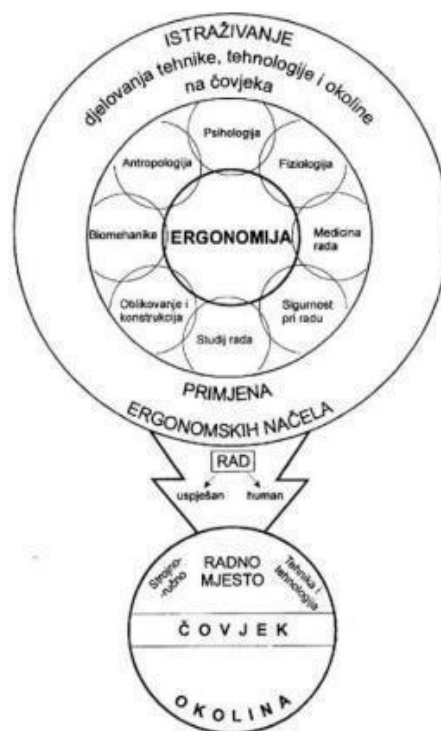 ISTRAŽIVANJE
djelovanja tehnike, tehnologije i okoline
na čovjeka
Psihologija
Antropologija
Fiziologija
Biomehanika
ERGONOMIJA
Medicina
rada
Oblikovanje i
konstrukcija
Sigurnost
pri radu
Studij rada
PRIMJENA
ERGONOMSKIH NAČELA
RAD
uspješan
human
Strojno-
-ručno
RADNO
MJESTO
Tehnika i
tehnologija
ČOVJEK
OKOLINA